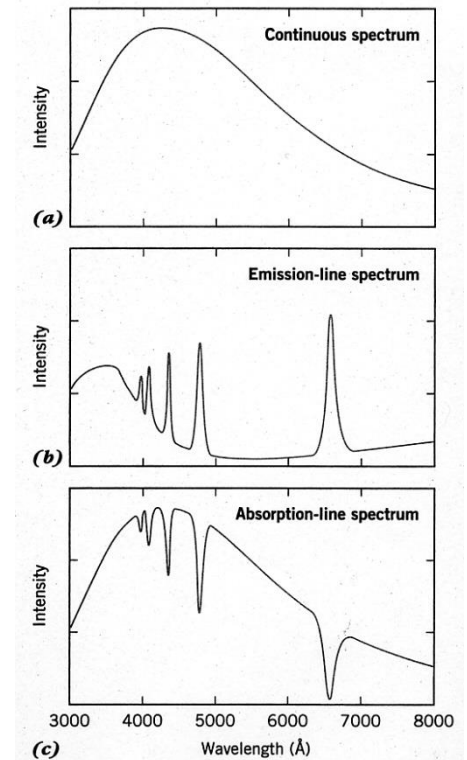 Continuous spectrum
Intensity
(a)
Emission-line spectrum
Intensity
(b)
Absorption-line spectrum
Intensity
3000 4000 5000 6000 7000 8000
(c)
Wavelength (Å)